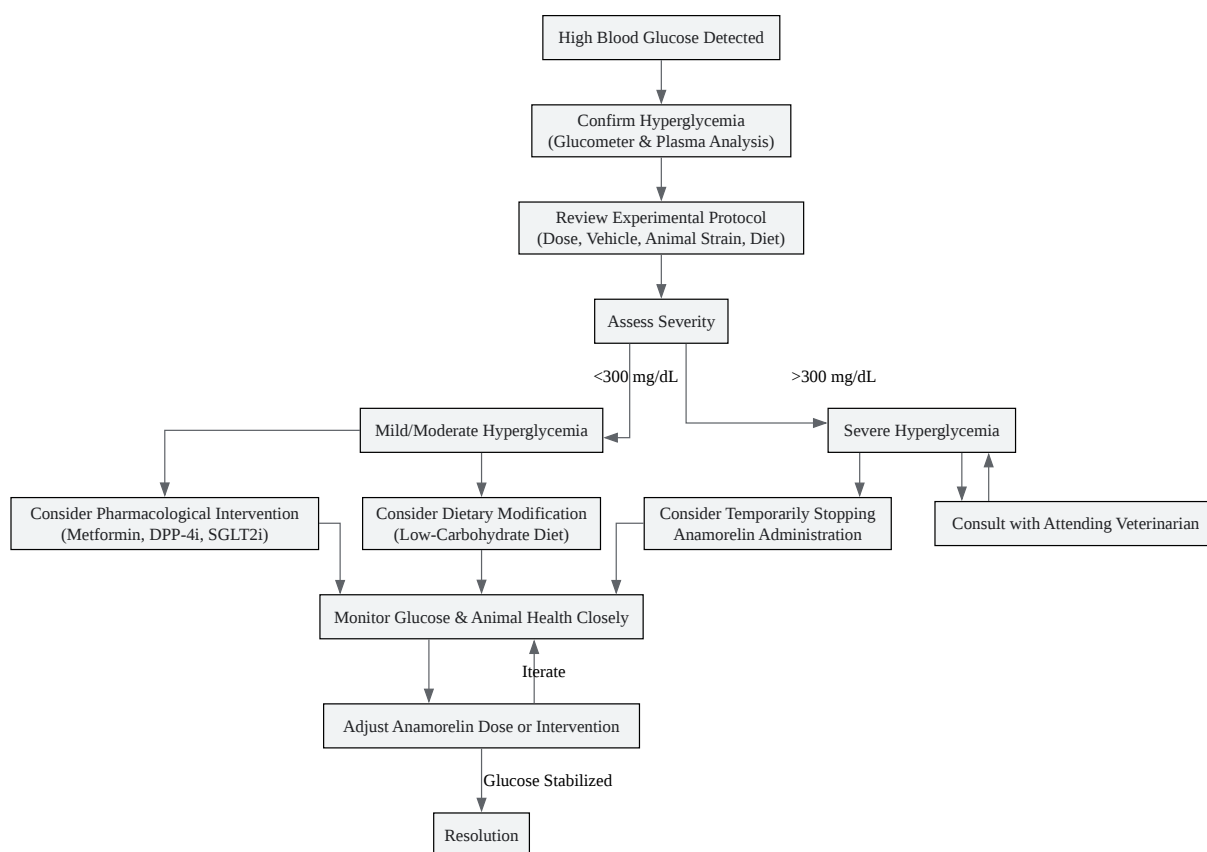 High Blood Glucose Detected
Confirm Hyperglycemia
(Glucometer & Plasma Analysis)
Review Experimental Protocol
(Dose, Vehicle, Animal Strain, Diet)
Assess Severity
<300 mg/dL
>300 mg/dL
Mild/Moderate Hyperglycemia
Severe Hyperglycemia
Consider Pharmacological Intervention
(Metformin, DPP-4i, SGLT2i)
Consider Dietary Modification
(Low-Carbohydrate Diet)
Consider Temporarily Stopping
Anamorelin Administration
Consult with Attending Veterinarian
Monitor Glucose & Animal Health Closely
Iterate
Adjust Anamorelin Dose or Intervention
Glucose Stabilized
Resolution